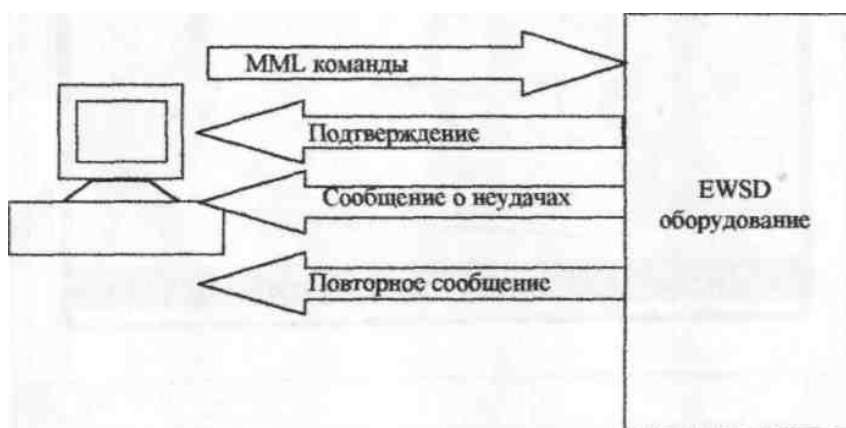 MML команды
Подтверждение
Сообщение о неудачах
Повторное сообщение
EWSD
оборудование